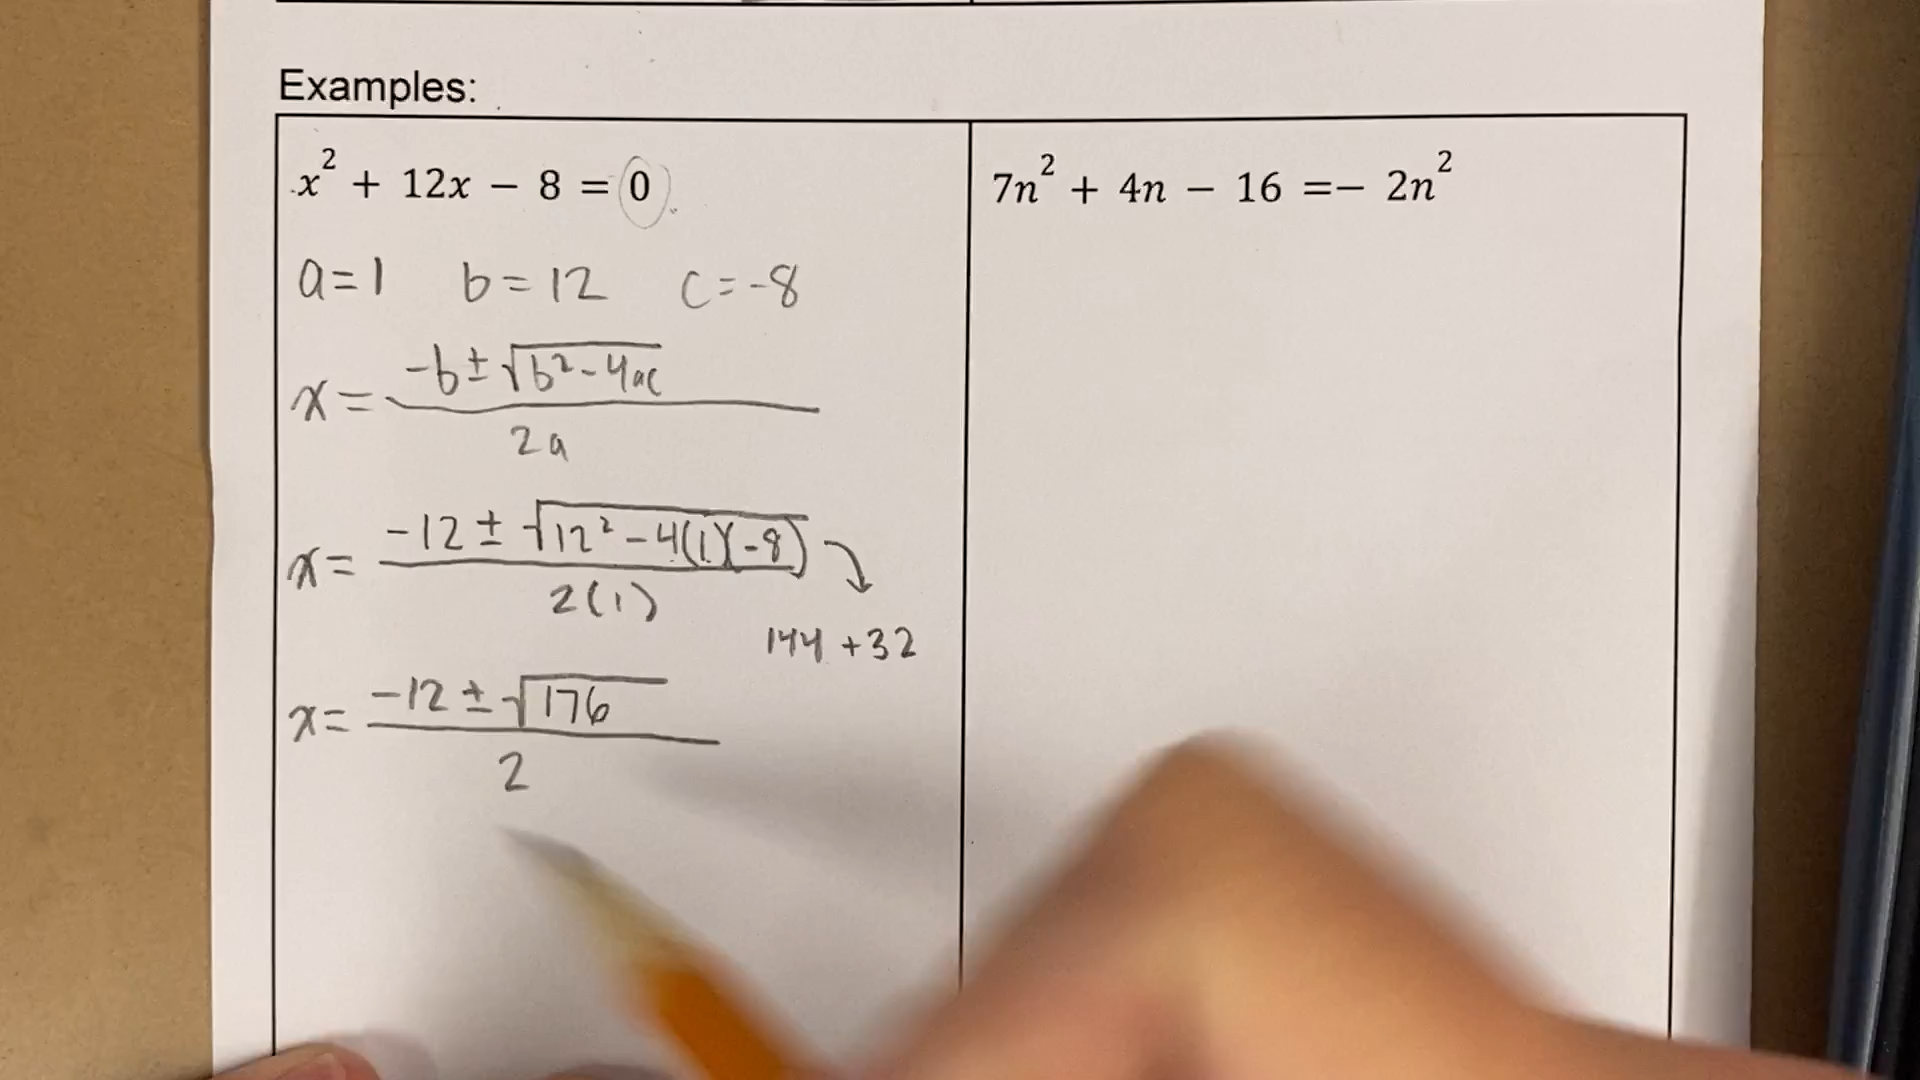 Examples:
x² + 12x − 8 = 0
a=1 b=12 c=-8
x= -b±√b²-4ac
2a
x= -12 ± √12²-4(1)(-8)
2(1)
144 +32
x= -12 ± √176
2
7n² + 4n − 16 =− 2n²